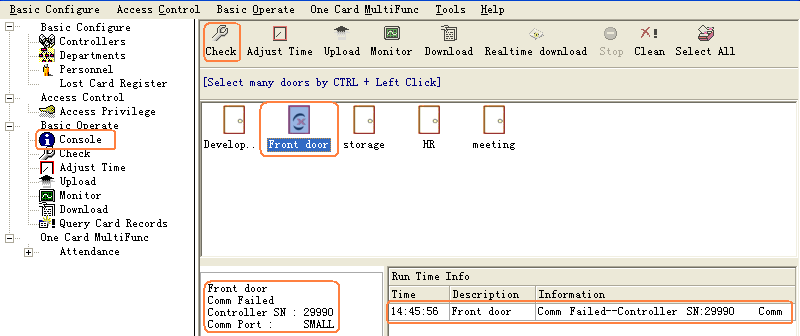 Basic Configure Access Control Basic Operate One Card MultiFunc Tools Help
Basic Configure
Controllers
Departments
Personnel
Lost Card Register
Access Control
Access Privilege
Basic Operate
Console
Check
Adjust Time
Upload
Monitor
Download
Query Card Records
One Card MultiFunc
Attendance
Check Adjust Time Upload Monitor Download Realtime download Stop Clean Select All
[Select many doors by CTRL + Left Click]
Develop.. Front door storage HR meeting
Front door
Comm Failed
Controller SN : 29990
Comm Port : SMALL
Run Time Info
Time Description Information
14:45:56 Front door Comm Failed--Controller SN:29990 Comm